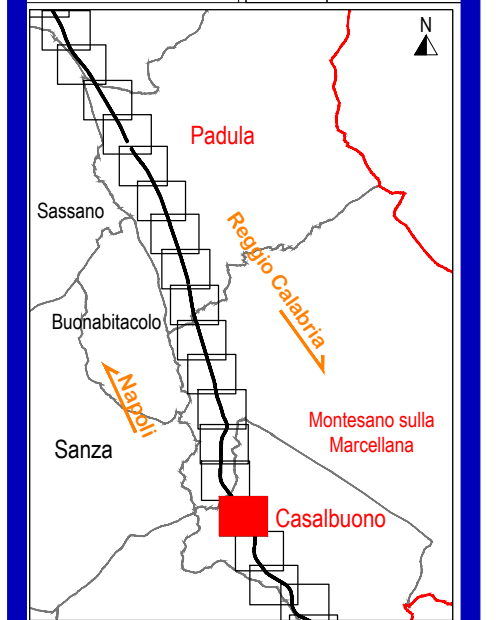 N
Padula
Sassano
Reggio Calabria
Buonabitacolo
Napoli
Montesano sulla
Marcellana
Sanza
Casalbuono